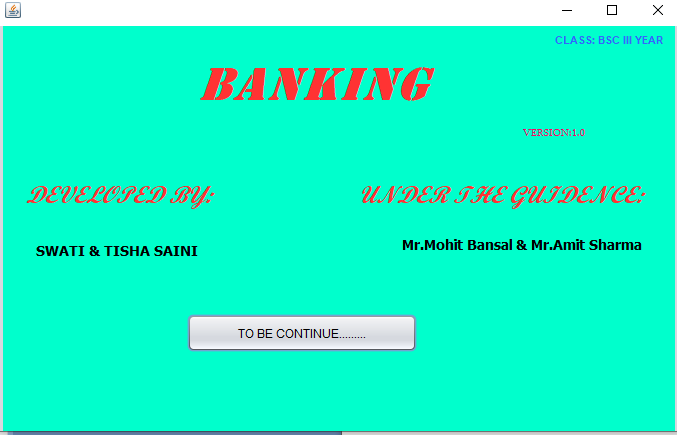 CLASS: BSC III YEAR
BANKING
VERSION:1.0
DEVELOPED BY:
UNDER THE GUIDENCE:
SWATI & TISHA SAINI
Mr.Mohit Bansal & Mr.Amit Sharma
TO BE CONTINUE.........